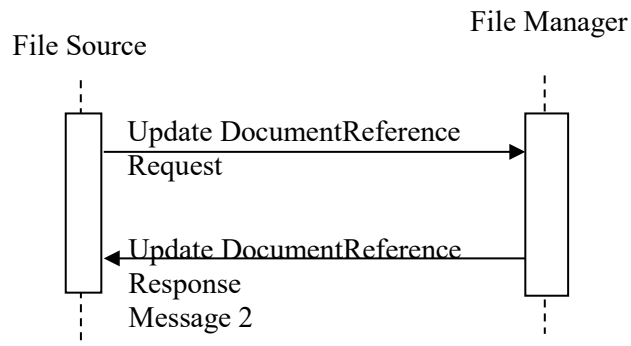 File Manager
File Source
Update DocumentReference
Request
Update DocumentReference
Response
Message 2